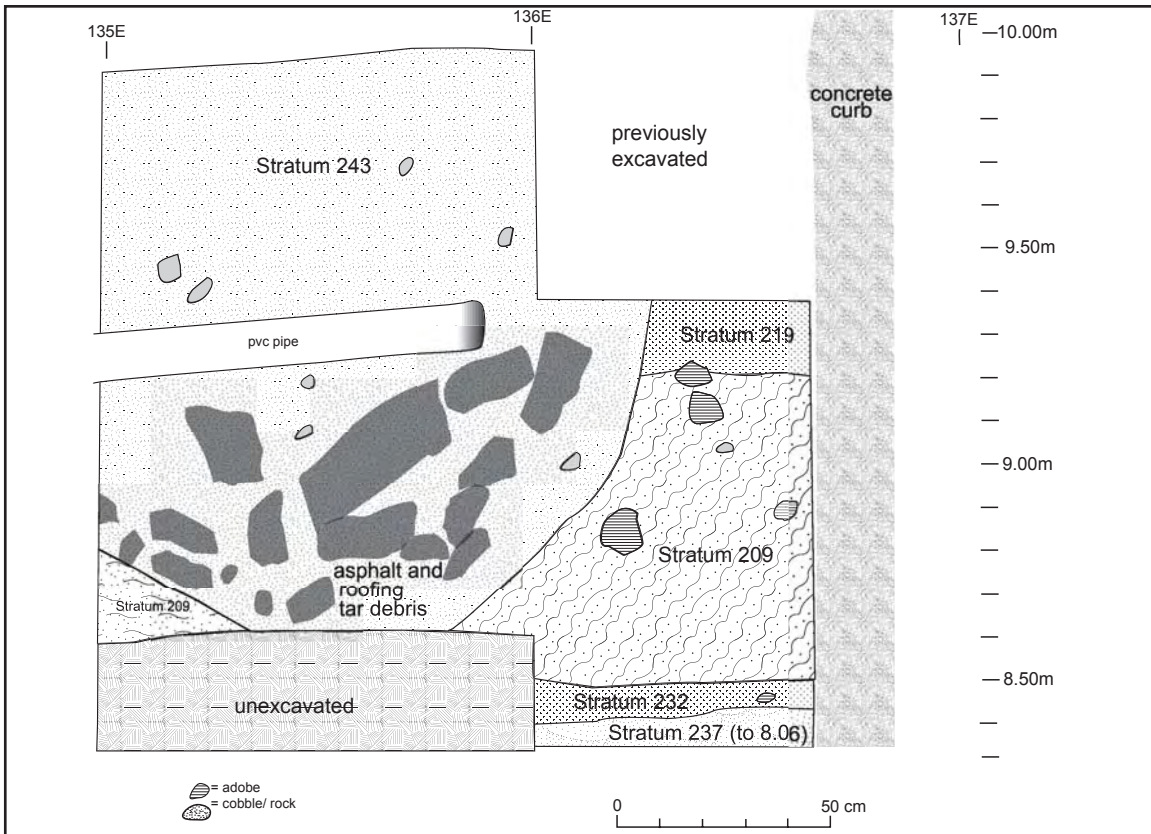 135E
136E
137E
10.00m
concrete
curb
previously
excavated
Stratum 243
9.50m
Stratum 219
pvc pipe
9.00m
Stratum 209
asphalt and
roofing
tar debris
Stratum 209
8.50m
unexcavated
Stratum 232
Stratum 237 (to 8.06)
= adobe
= cobble/ rock
0
50 cm